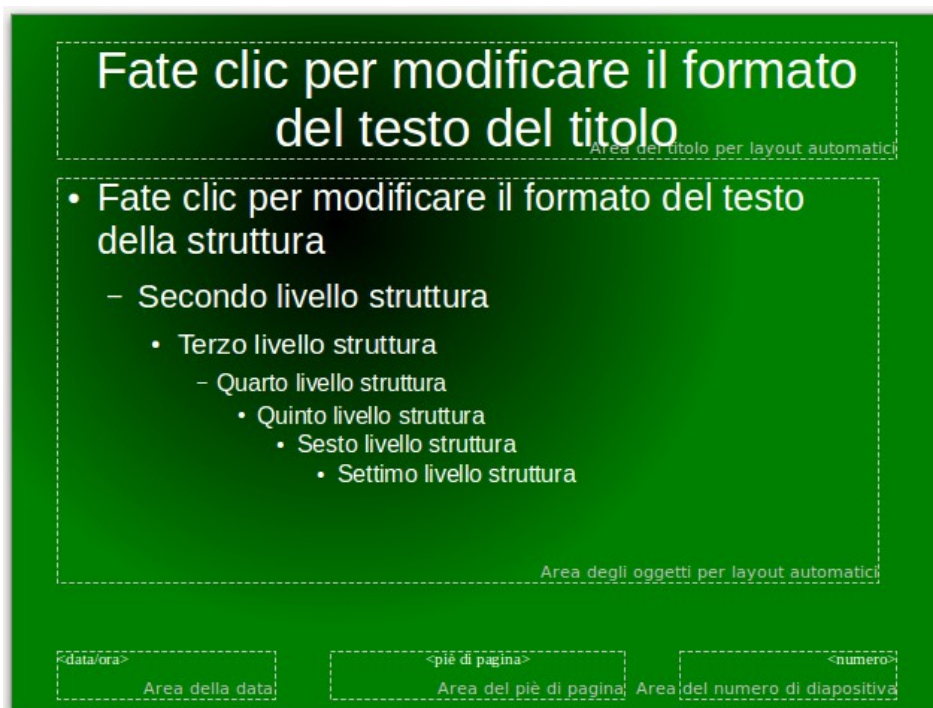 Fate clic per modificare il formato
del testo del titolo
Area del titolo per layout automatici
• Fate clic per modificare il formato del testo
della struttura
– Secondo livello struttura
• Terzo livello struttura
– Quarto livello struttura
• Quinto livello struttura
• Sesto livello struttura
• Settimo livello struttura
Area degli oggetti per layout automatici
<data/ora> <piè di pagina> <numero>
Area della data Area del piè di pagina Area del numero di diapositiva